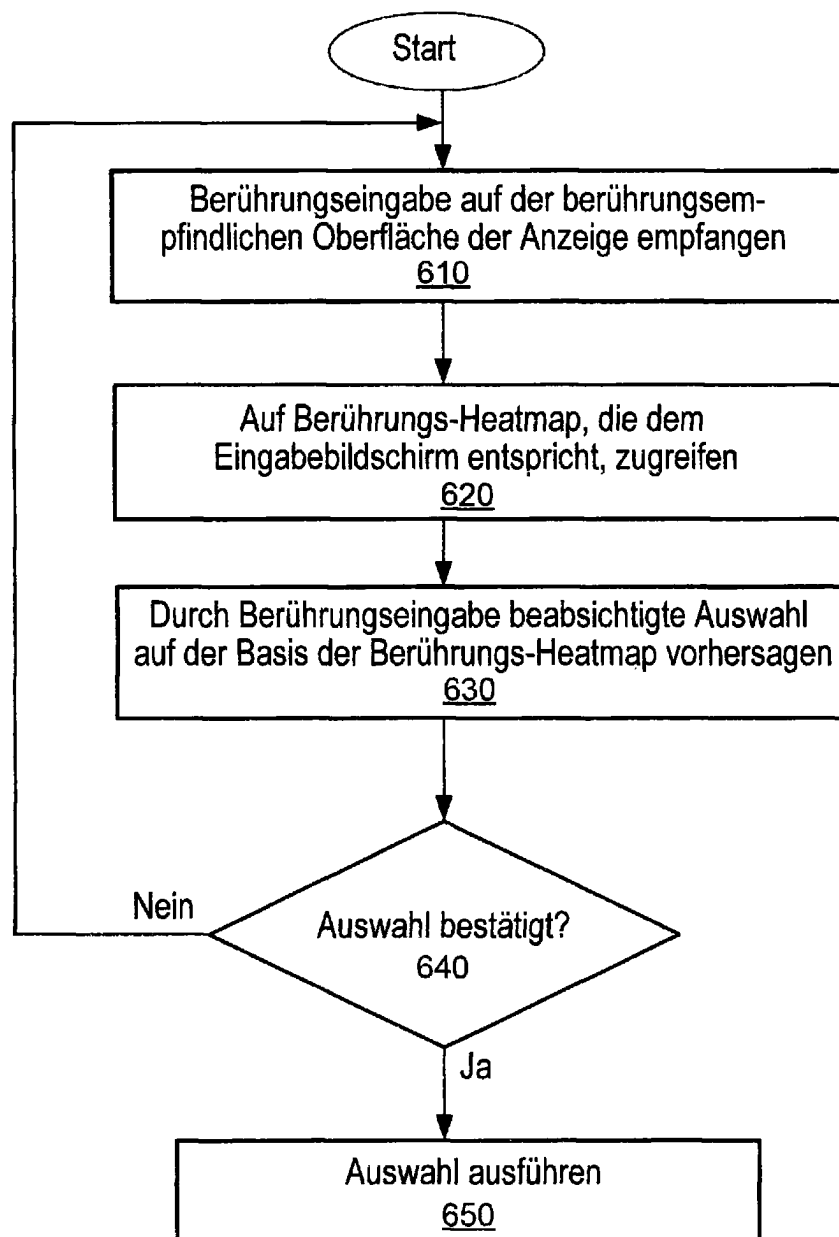 Start
Berührungseingabe auf der berührungsem-
pfindlichen Oberfläche der Anzeige empfangen
610
Auf Berührungs-Heatmap, die dem
Eingabebildschirm entspricht, zugreifen
620
Durch Berührungseingabe beabsichtigte Auswahl
auf der Basis der Berührungs-Heatmap vorhersagen
630
Nein
Auswahl bestätigt?
640
Ja
Auswahl ausführen
650